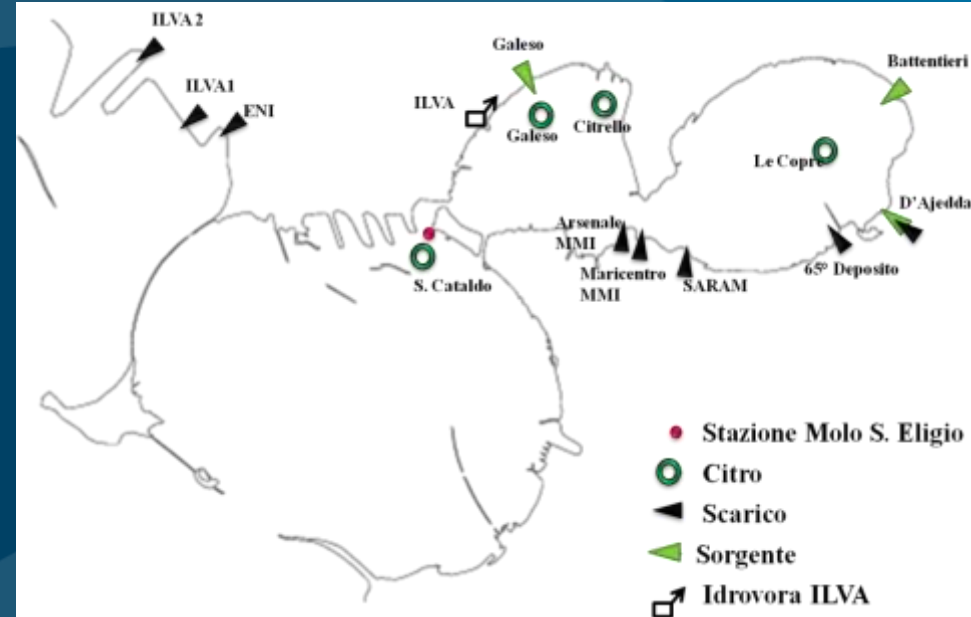 ILVA 2
ILVA1
ENI
ILVA
Galeso
Galeso
Citrello
Battentieri
Le Copre
D'Ajedda
Arsenale
MMI
Maricentro
MMI
SARAM
65° Deposito
S. Cataldo
Stazione Molo S. Eligio
Citro
Scarico
Sorgente
Idrovora ILVA